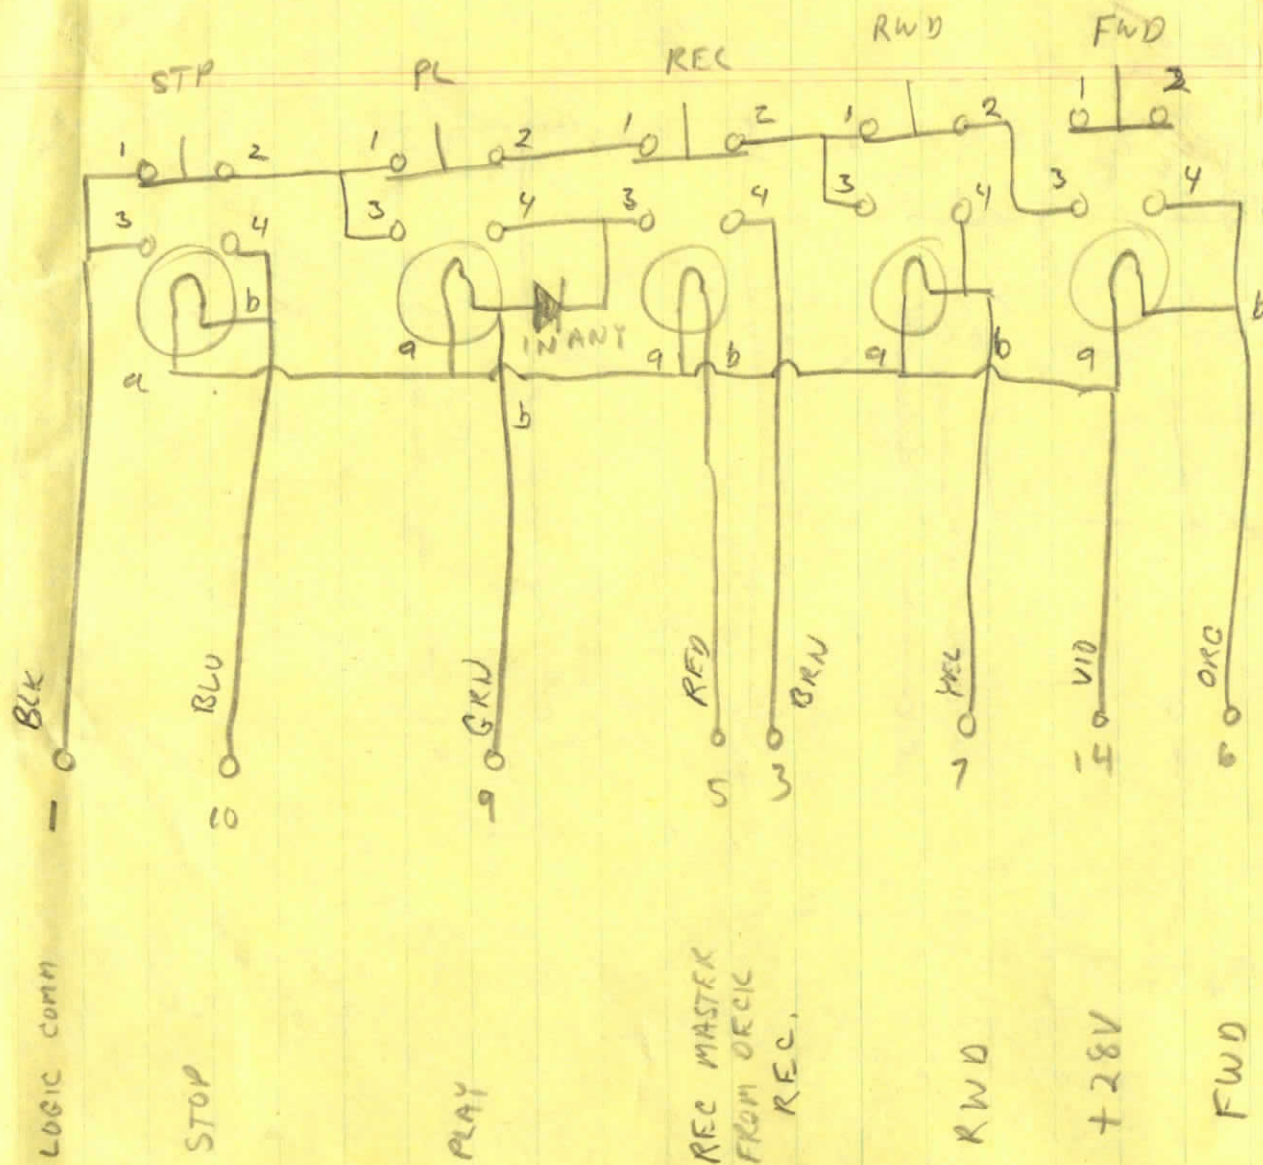 STP PL REC RWD FWD
1 2 1 2 1 2 1 2 1 2
3 4 3 4 3 4 3 4 3 4
b
a a a b a b a b
b
IN ANY
BLK BLU GRN RED BRN YEL VIO ORG
1 10 9 5 3 7 14 6
LOGIC COMM
STOP
PLAY
REC MASTER
FROM DECK
REC.
RWD
+28V
FWD